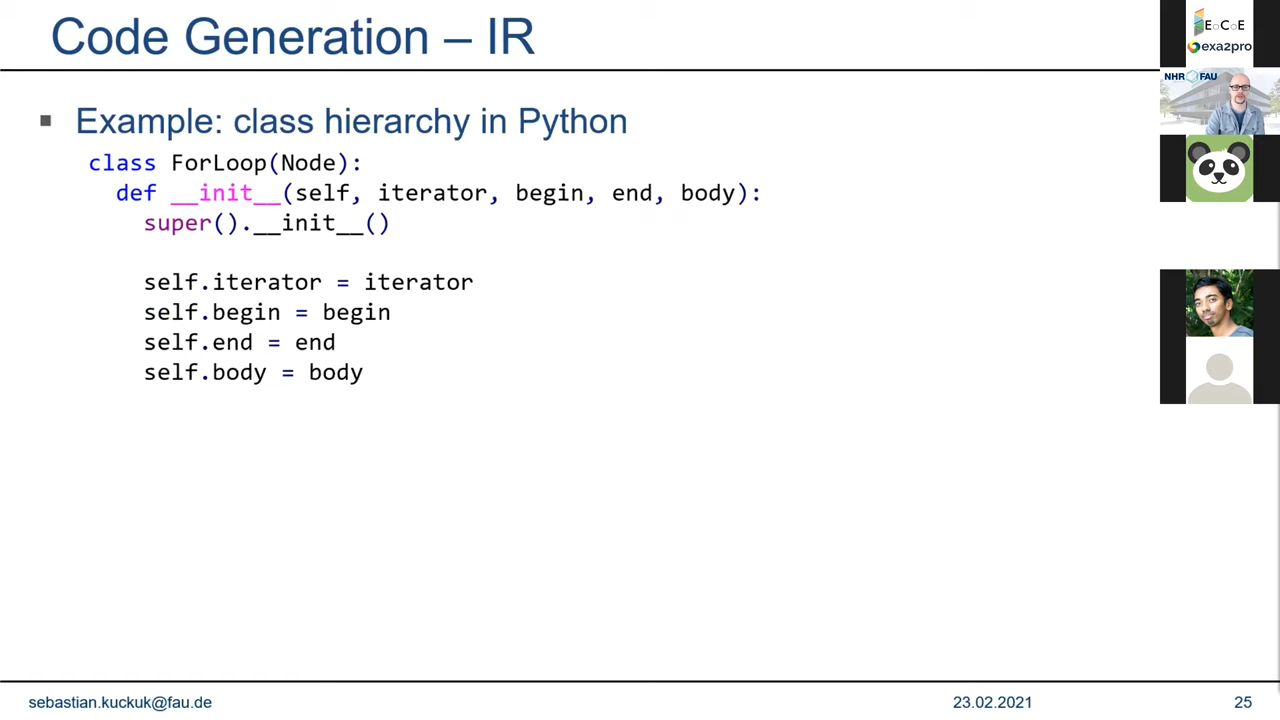 Code Generation – IR
▪ Example: class hierarchy in Python
class ForLoop(Node):
def __init__(self, iterator, begin, end, body):
super().__init__()
self.iterator = iterator
self.begin = begin
self.end = end
self.body = body
sebastian.kuckuk@fau.de
23.02.2021
25
EoCoE
exa2pro
NHR FAU